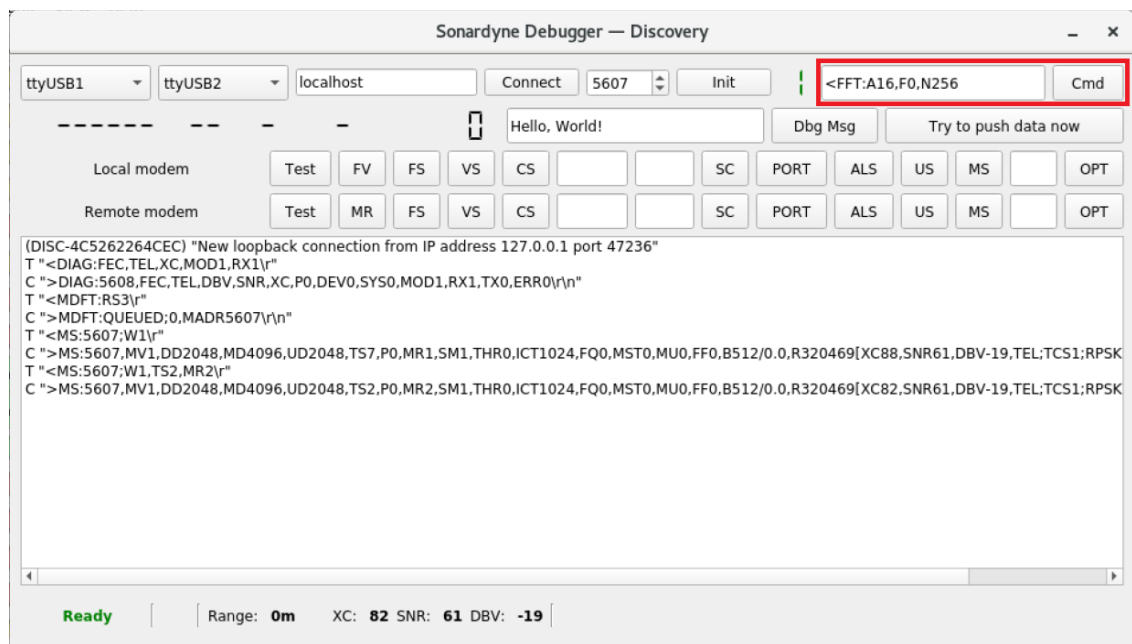 Sonardyne Debugger — Discovery
ttyUSB1 ttyUSB2 localhost Connect 5607 Init <FFT:A16,F0,N256 Cmd
------ -- - - 0 Hello, World! Dbg Msg Try to push data now
Local modem Test FV FS VS CS SC PORT ALS US MS OPT
Remote modem Test MR FS VS CS SC PORT ALS US MS OPT
(DISC-4C5262264CEC) "New loopback connection from IP address 127.0.0.1 port 47236"
T "<DIAG:FEC,TEL,XC,MOD1,RX1\r"
C ">DIAG:5608,FEC,TEL,DBV,SNR,XC,P0,DEV0,SYS0,MOD1,RX1,TX0,ERR0\r\n"
T "<MDFT:RS3\r"
C ">MDFT:QUEUED;0,MADR5607\r\n"
T "<MS:5607;W1\r"
C ">MS:5607,MV1,DD2048,MD4096,UD2048,TS7,P0,MR1,SM1,THR0,ICT1024,FQ0,MST0,MU0,FF0,B512/0.0,R320469[XC88,SNR61,DBV-19,TEL;TCS1;RPSK
T "<MS:5607;W1,TS2,MR2\r"
C ">MS:5607,MV1,DD2048,MD4096,UD2048,TS2,P0,MR2,SM1,THR0,ICT1024,FQ0,MST0,MU0,FF0,B512/0.0,R320469[XC82,SNR61,DBV-19,TEL;TCS1;RPSK
Ready Range: 0m XC: 82 SNR: 61 DBV: -19